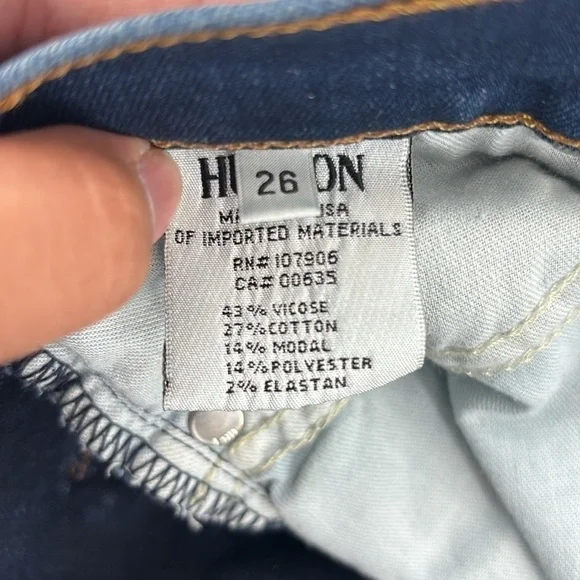 26
OF IMPORTED MATERIALS
RN# 107906
CA# 00635
43% VICOSE
27% COTTON
14% MODAL
14% POLYESTER
2% ELASTAN